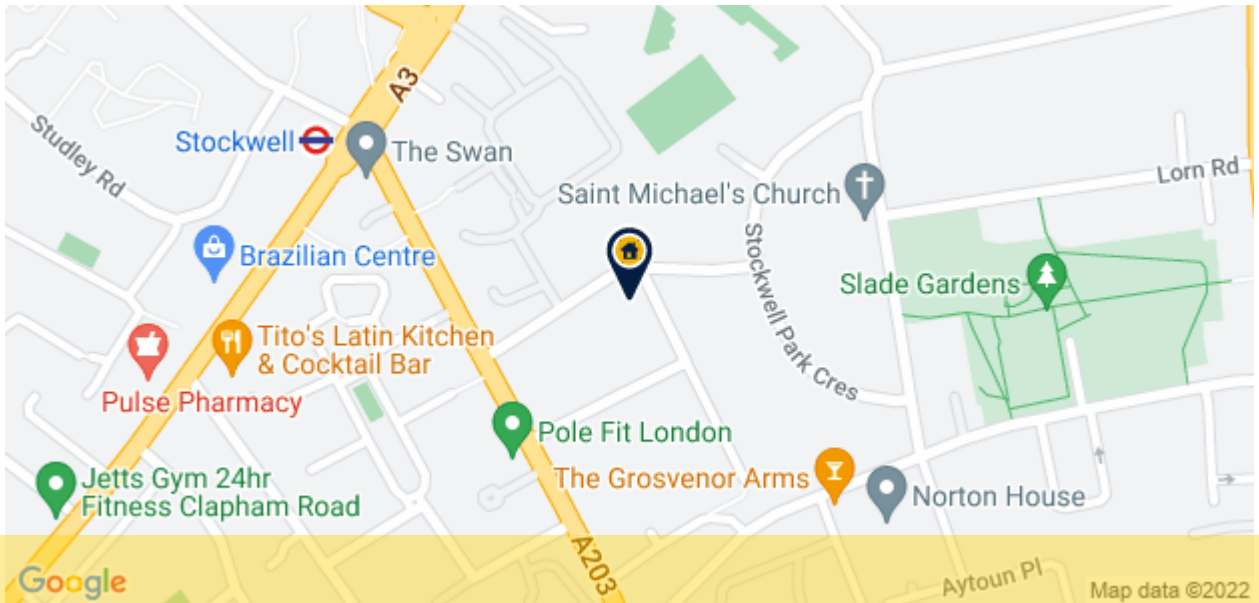 A3
Studley Rd
Stockwell
The Swan
Lorn Rd
Saint Michael's Church
Brazilian Centre
Stockwell Park Cres
Slade Gardens
Tito's Latin Kitchen
& Cocktail Bar
Pulse Pharmacy
Pole Fit London
Jetts Gym 24hr
Fitness Clapham Road
The Grosvenor Arms
Norton House
A203
Aytoun Pl
Google
Map data ©2022